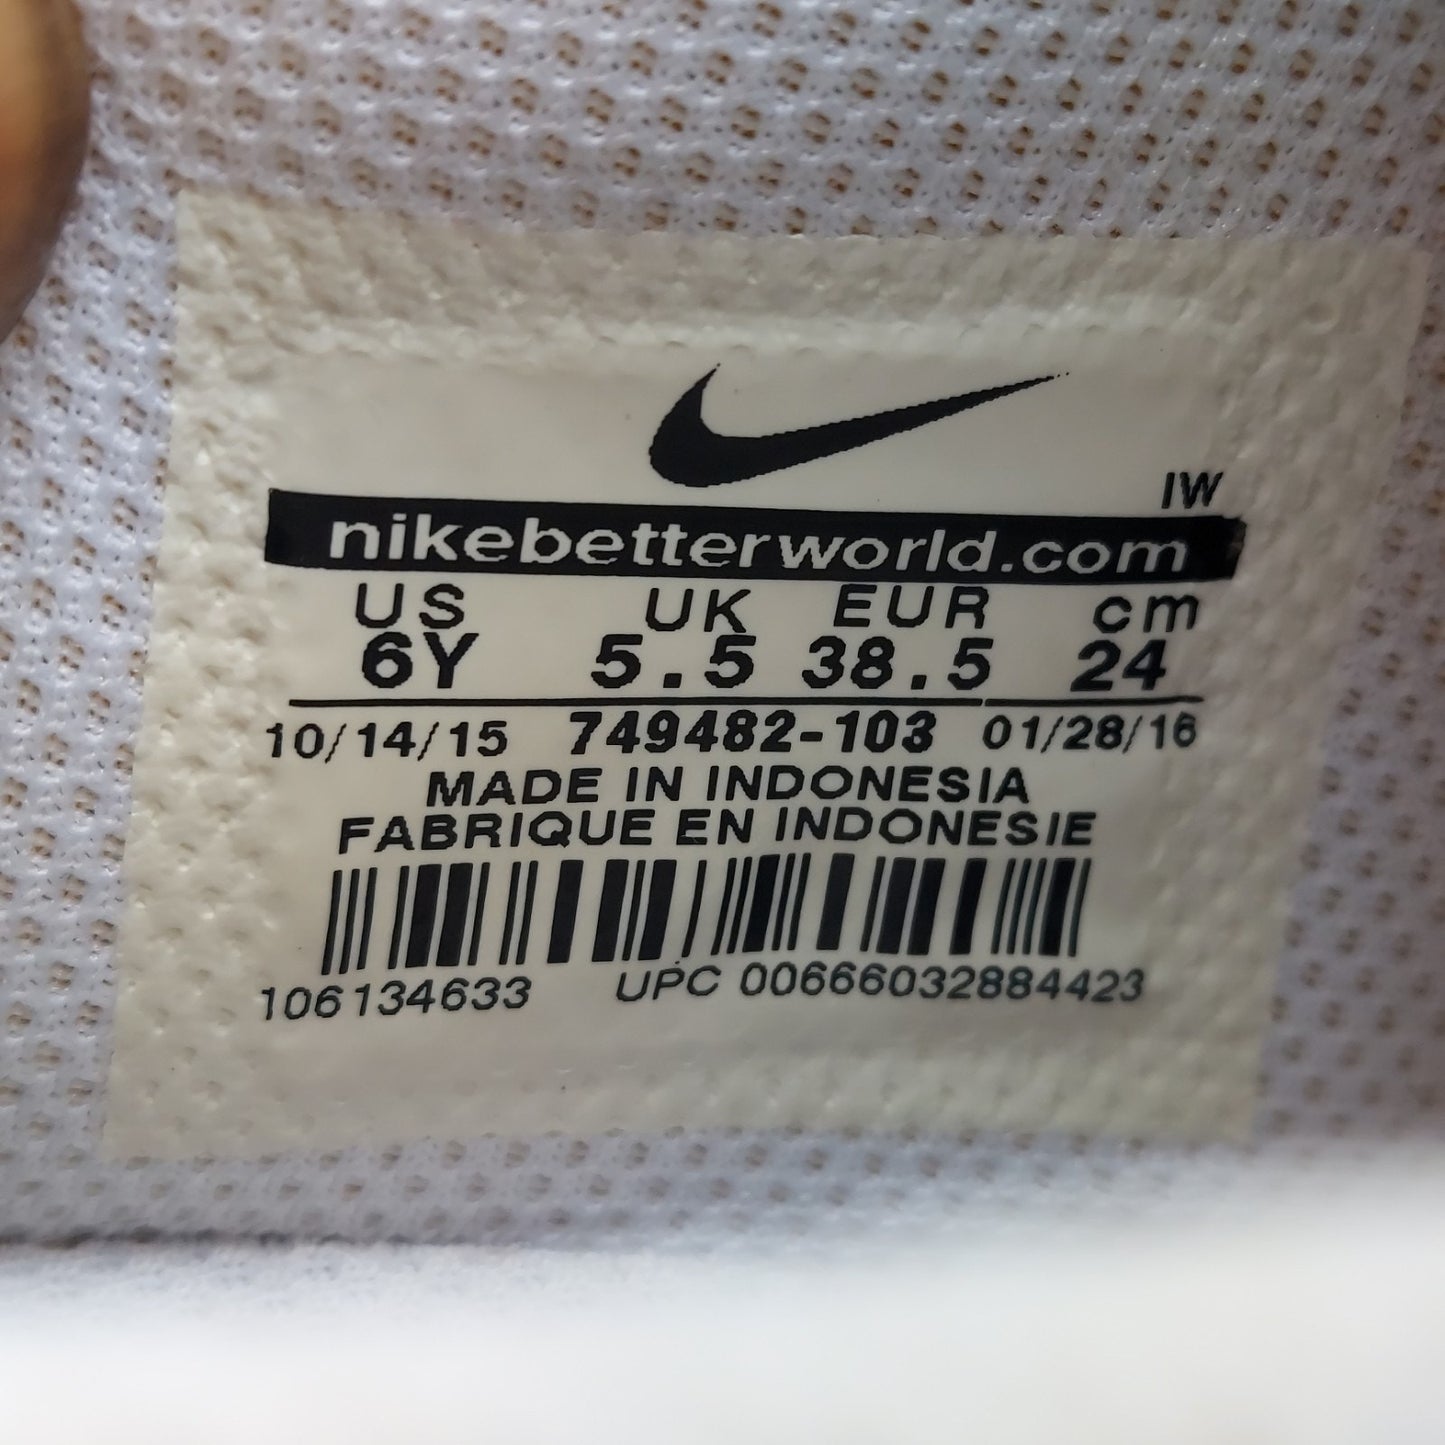 IW
nikebetterworld.com
US UK EUR cm
6Y 5.5 38.5 24
10/14/15 749482-103 01/28/16
MADE IN INDONESIA
FABRIQUE EN INDONESIE
106134633 UPC 00666032884423